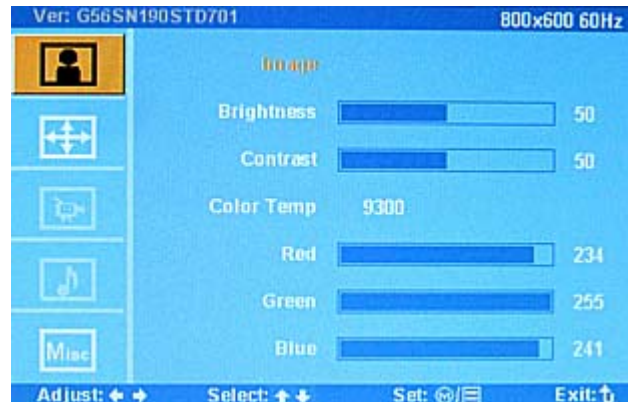 Ver: G56SN190STD701
800x600 60Hz
Image
Brightness 50
Contrast 50
Color Temp 9300
Red 234
Green 255
Blue 241
Misc
Adjust: Select: Set: M/ Exit: